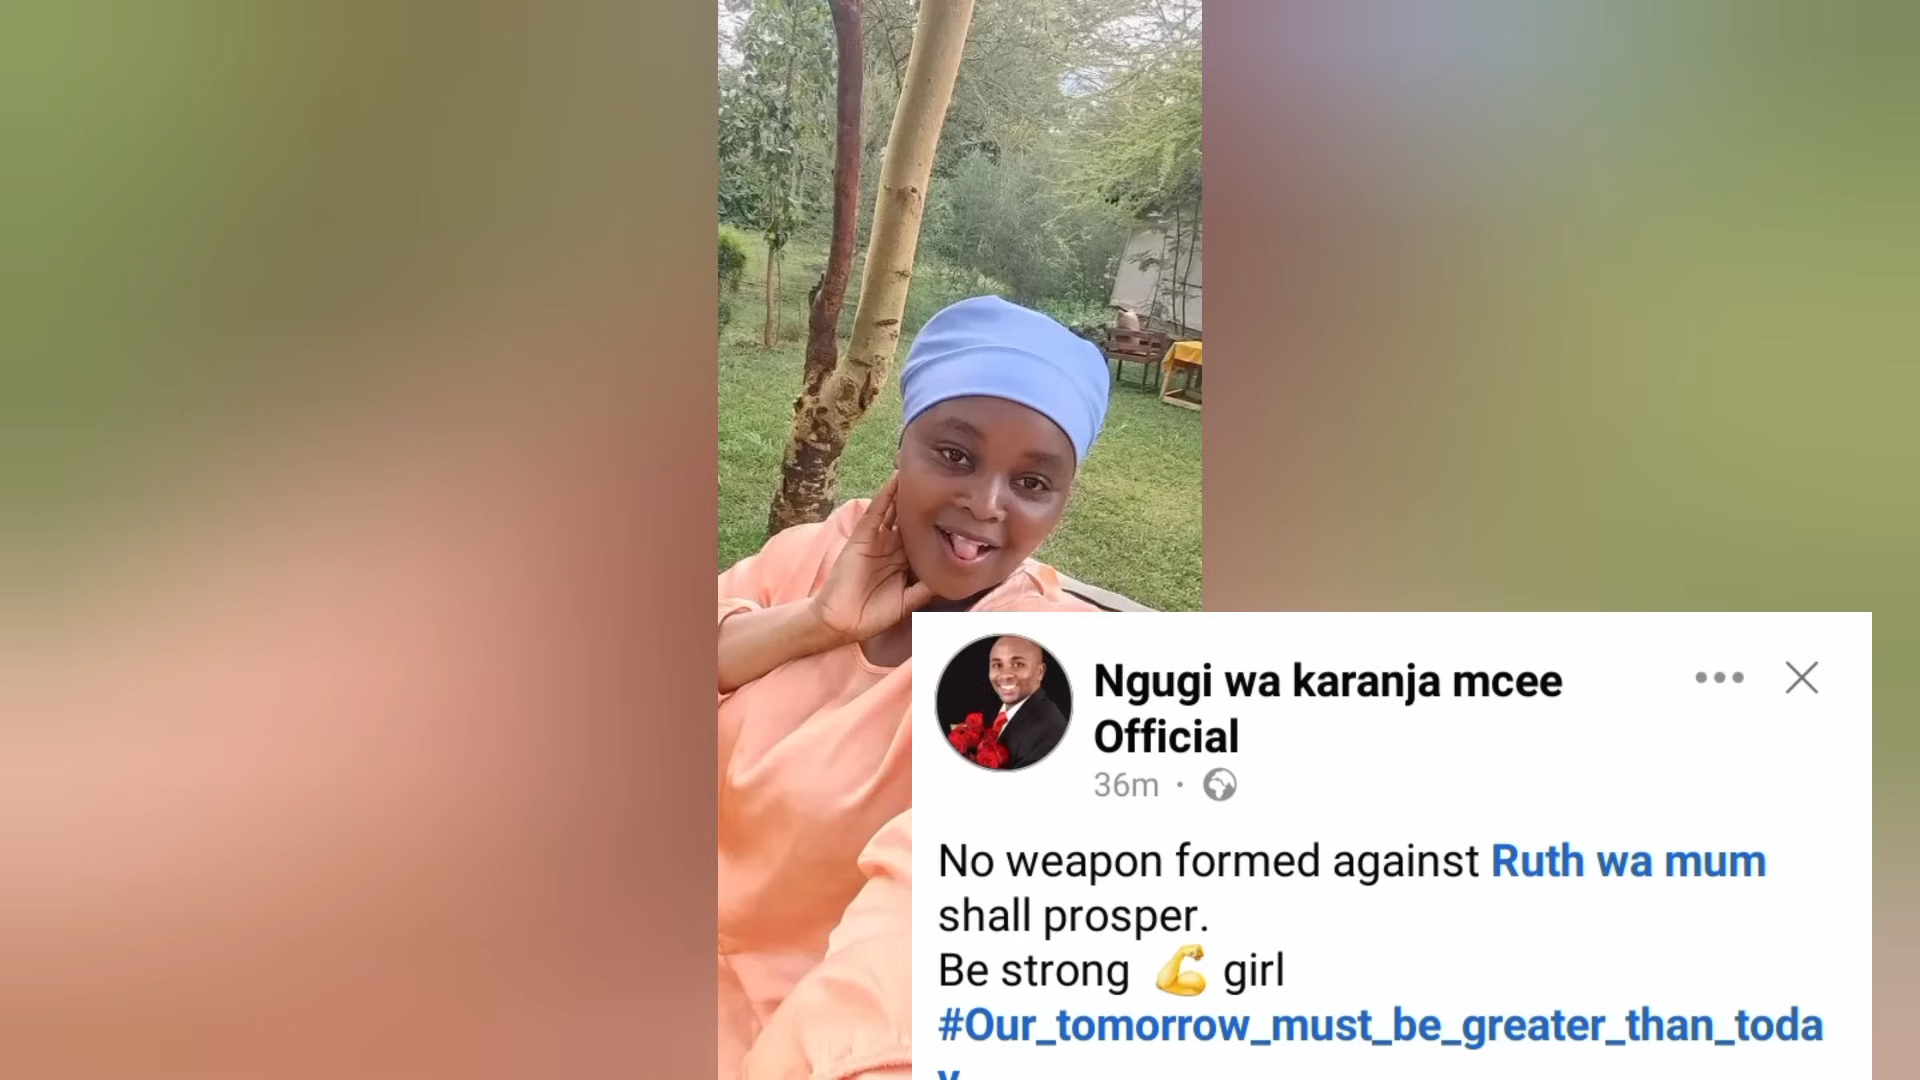 Ngugi wa karanja mcee
Official
36m ·
No weapon formed against Ruth wa mum
shall prosper.
Be strong 💪 girl
#Our_tomorrow_must_be_greater_than_toda
y